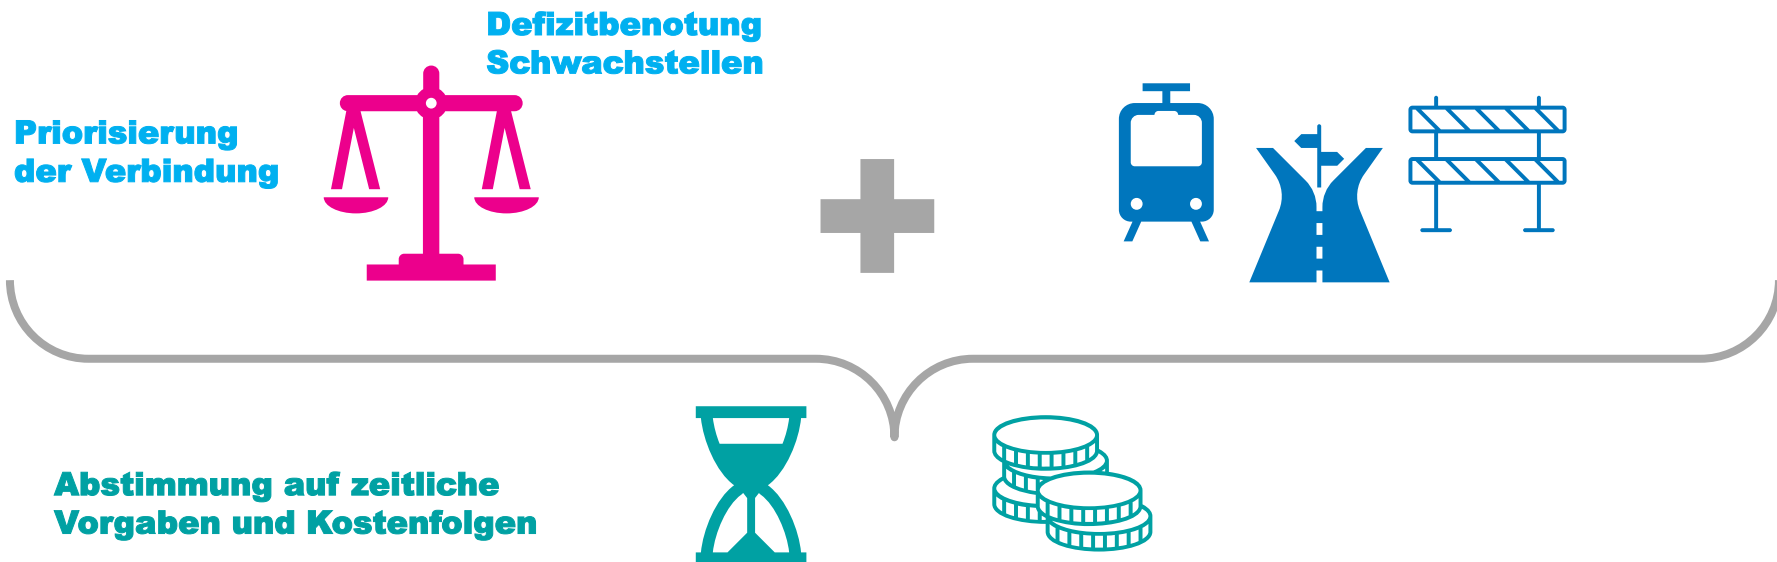 Defizitbenotung
Schwachstellen
Priorisierung
der Verbindung
Abstimmung auf zeitliche
Vorgaben und Kostenfolgen